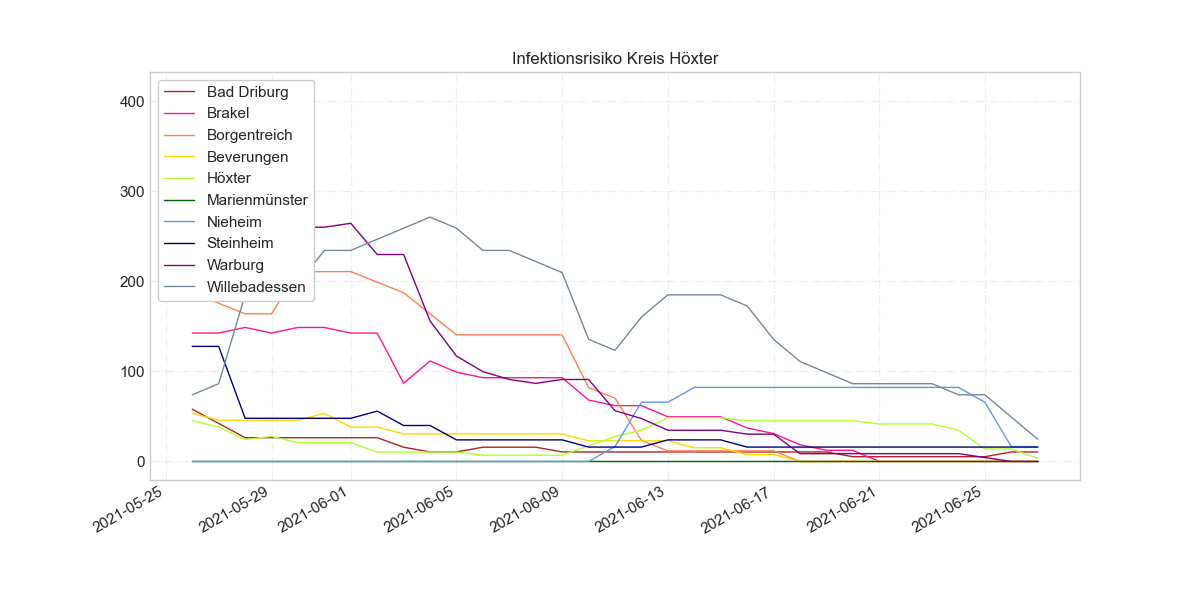 Infektionsrisiko Kreis Höxter
400
300
200
100
0
Bad Driburg
Brakel
Borgentreich
Beverungen
Höxter
Marienmünster
Nieheim
Steinheim
Warburg
Willebadessen
2021-05-25
2021-05-29
2021-06-01
2021-06-05
2021-06-09
2021-06-13
2021-06-17
2021-06-21
2021-06-25